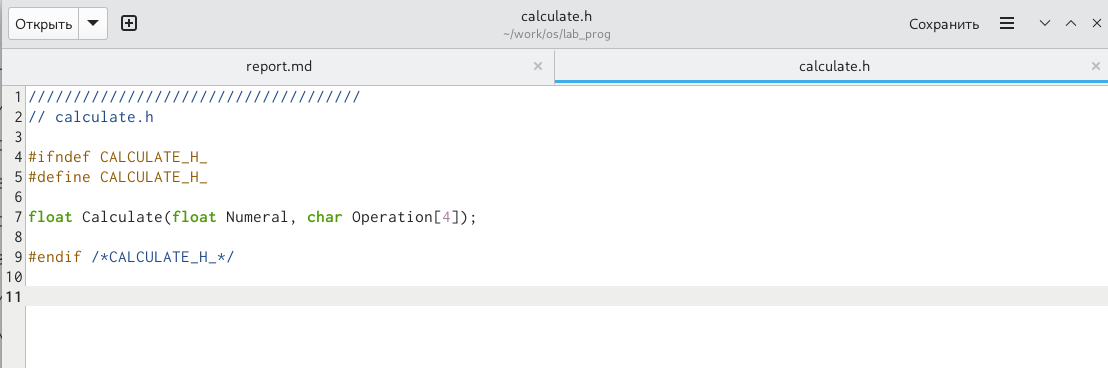 Открыть
calculate.h
~/work/os/lab_prog
Сохранить
report.md
calculate.h
1 /////////////////////////////////////
2 // calculate.h
3
4 #ifndef CALCULATE_H_
5 #define CALCULATE_H_
6
7 float Calculate(float Numeral, char Operation[4]);
8
9 #endif /*CALCULATE_H_*/
10
11